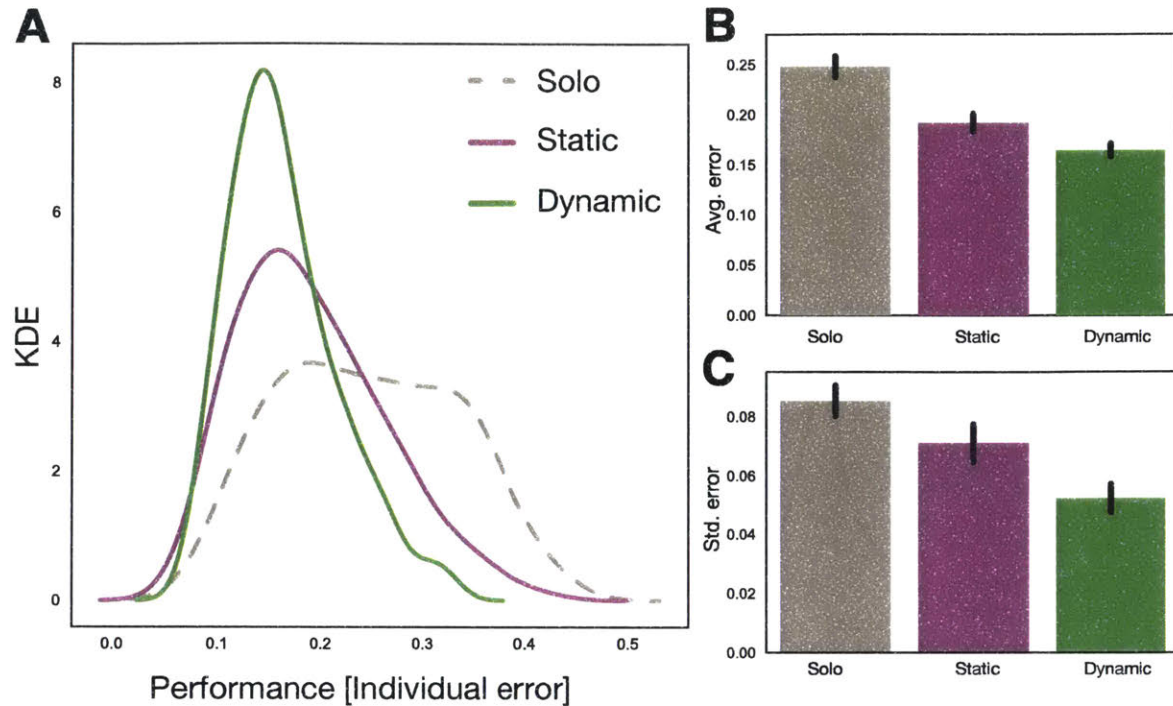 A
8
6
4
2
0
KDE
Solo
Static
Dynamic
0.0 0.1 0.2 0.3 0.4 0.5
Performance [Individual error]
B
0.25
0.20
0.15
0.10
0.05
0.00
Avg. error
Solo Static Dynamic
C
0.08
0.06
0.04
0.02
0.00
Std. error
Solo Static Dynamic